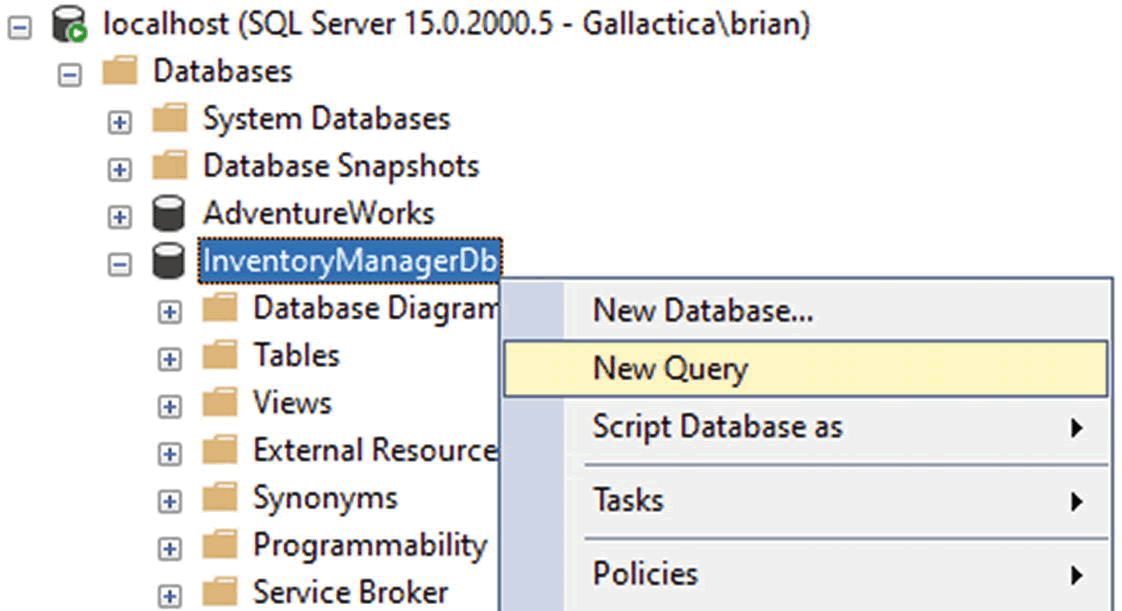 localhost (SQL Server 15.0.2000.5 - Gallactica\brian)
Databases
System Databases
Database Snapshots
AdventureWorks
InventoryManagerDb
Database Diagram
Tables
Views
External Resource
Synonyms
Programmability
Service Broker
New Database...
New Query
Script Database as
Tasks
Policies